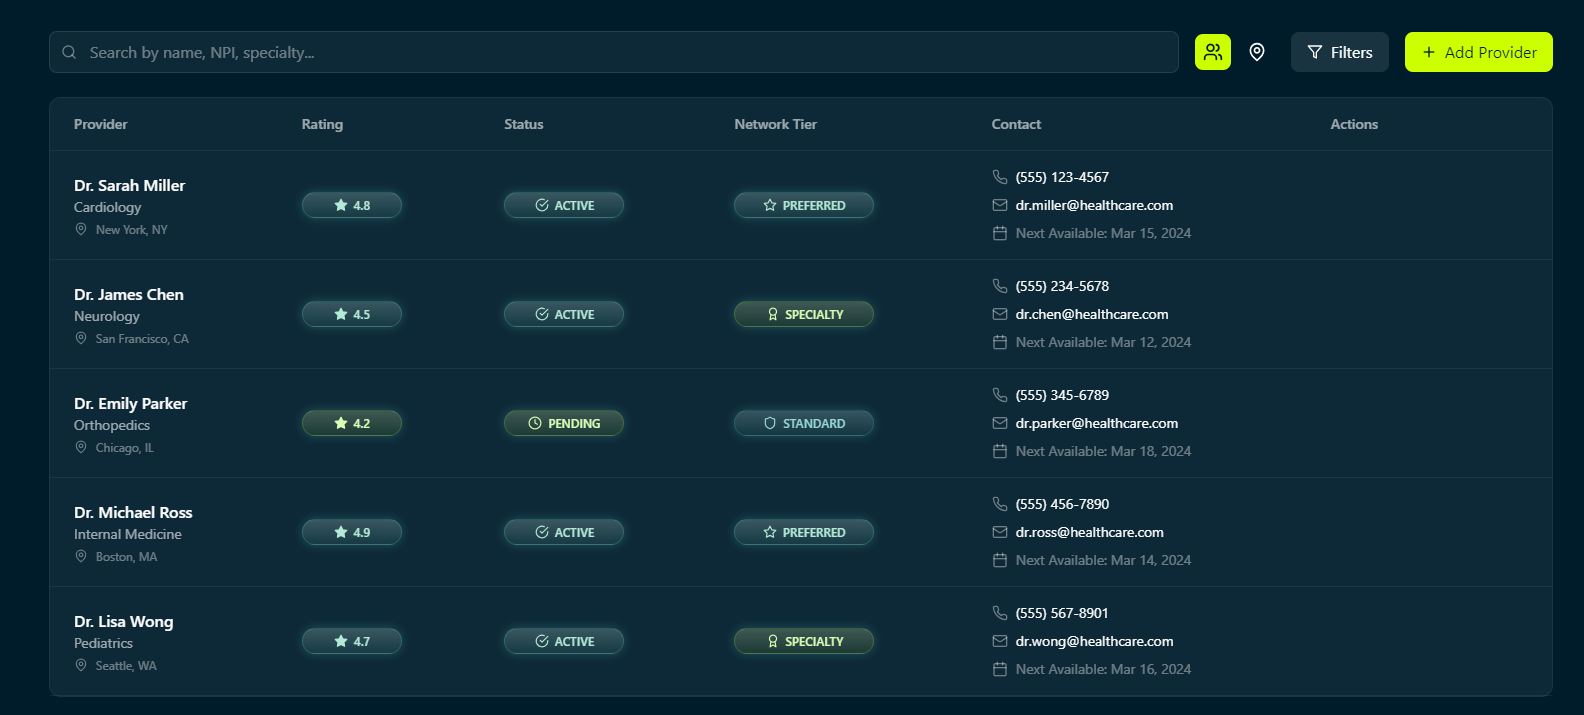 Search by name, NPI, specialty...
Filters
Add Provider
Provider Rating Status Network Tier Contact Actions
Dr. Sarah Miller
Cardiology
New York, NY
4.8
ACTIVE
PREFERRED
(555) 123-4567
dr.miller@healthcare.com
Next Available: Mar 15, 2024
Dr. James Chen
Neurology
San Francisco, CA
4.5
ACTIVE
SPECIALTY
(555) 234-5678
dr.chen@healthcare.com
Next Available: Mar 12, 2024
Dr. Emily Parker
Orthopedics
Chicago, IL
4.2
PENDING
STANDARD
(555) 345-6789
dr.parker@healthcare.com
Next Available: Mar 18, 2024
Dr. Michael Ross
Internal Medicine
Boston, MA
4.9
ACTIVE
PREFERRED
(555) 456-7890
dr.ross@healthcare.com
Next Available: Mar 14, 2024
Dr. Lisa Wong
Pediatrics
Seattle, WA
4.7
ACTIVE
SPECIALTY
(555) 567-8901
dr.wong@healthcare.com
Next Available: Mar 16, 2024